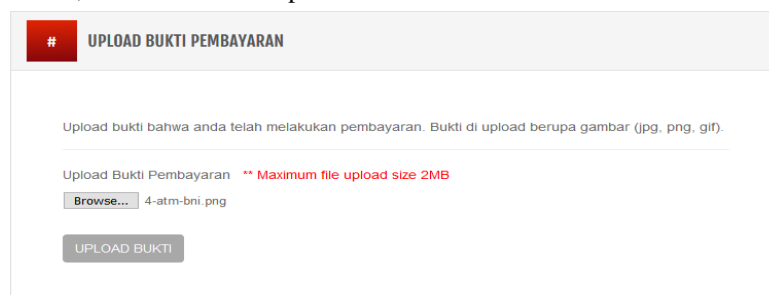 # UPLOAD BUKTI PEMBAYARAN
Upload bukti bahwa anda telah melakukan pembayaran. Bukti di upload berupa gambar (jpg, png, gif).
Upload Bukti Pembayaran ** Maximum file upload size 2MB
Browse... 4-atm-bni.png
UPLOAD BUKTI